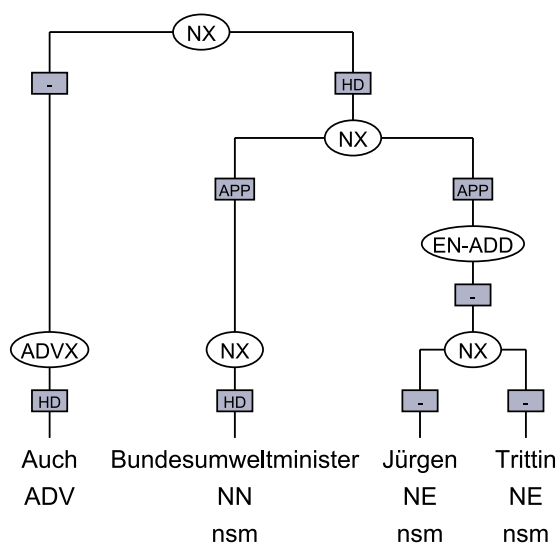 NX
- HD
NX
APP APP
EN-ADD
-
ADVX NX NX
HD HD - -
Auch Bundesumweltminister Jürgen Trittin
ADV NN NE NE
nsm nsm nsm